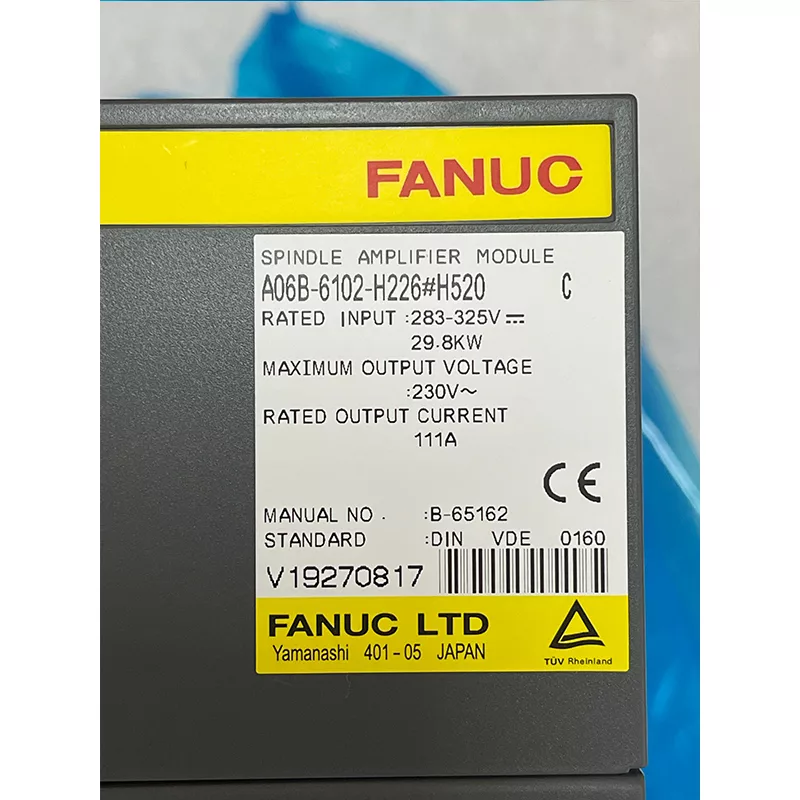 FANUC
SPINDLE AMPLIFIER MODULE
A06B-6102-H226#H520 C
RATED INPUT :283-325V⎓
29.8KW
MAXIMUM OUTPUT VOLTAGE
:230V~
RATED OUTPUT CURRENT
111A
CE
MANUAL NO. :B-65162
STANDARD :DIN VDE 0160
V19270817
FANUC LTD
Yamanashi 401-05 JAPAN
TÜV Rheinland